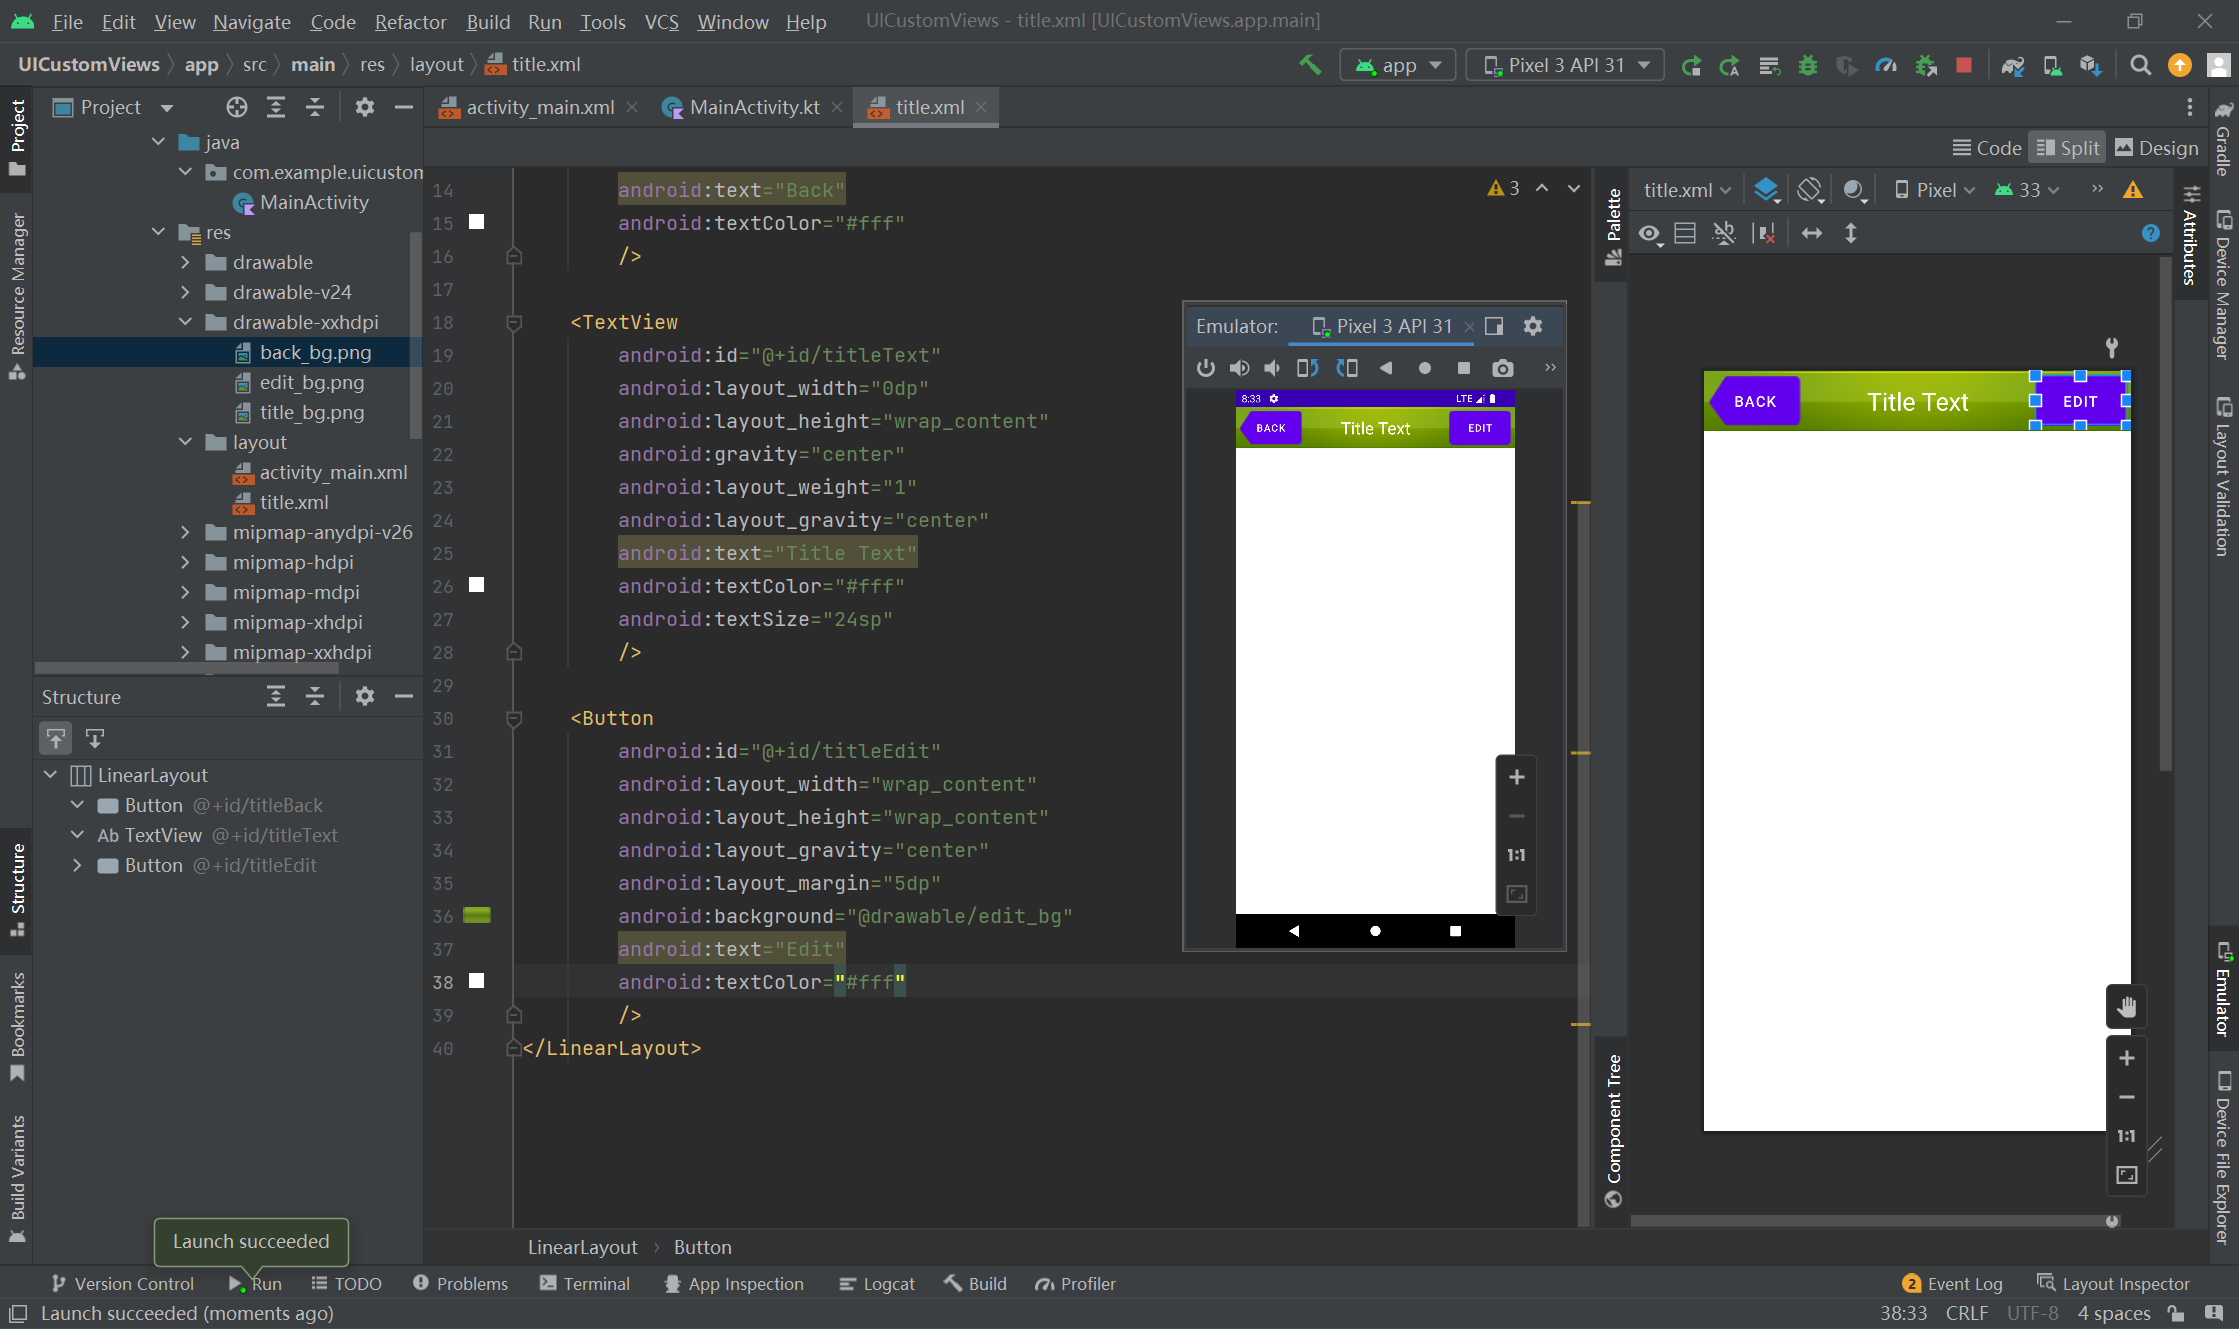 File Edit View Navigate Code Refactor Build Run Tools VCS Window Help UICustomViews - title.xml [UICustomViews.app.main]
UICustomViews app src main res layout title.xml
app Pixel 3 API 31
Project
activity_main.xml MainActivity.kt title.xml
Code Split Design
java
com.example.uicustom
MainActivity
res
drawable
drawable-v24
drawable-xxhdpi
back_bg.png
edit_bg.png
title_bg.png
layout
activity_main.xml
title.xml
mipmap-anydpi-v26
mipmap-hdpi
mipmap-mdpi
mipmap-xhdpi
mipmap-xxhdpi
Structure
LinearLayout
Button @+id/titleBack
Ab TextView @+id/titleText
Button @+id/titleEdit
Project
Resource Manager
Structure
Bookmarks
Build Variants
14 android:text="Back"
15 android:textColor="#fff"
16 />
17
18 <TextView
19 android:id="@+id/titleText"
20 android:layout_width="0dp"
21 android:layout_height="wrap_content"
22 android:gravity="center"
23 android:layout_weight="1"
24 android:layout_gravity="center"
25 android:text="Title Text"
26 android:textColor="#fff"
27 android:textSize="24sp"
28 />
29
30 <Button
31 android:id="@+id/titleEdit"
32 android:layout_width="wrap_content"
33 android:layout_height="wrap_content"
34 android:layout_gravity="center"
35 android:layout_margin="5dp"
36 android:background="@drawable/edit_bg"
37 android:text="Edit"
38 android:textColor="#fff"
39 />
40 </LinearLayout>
3
Emulator: Pixel 3 API 31
8:33 LTE
BACK Title Text EDIT
1:1
Palette
Component Tree
title.xml Pixel 33
BACK Title Text EDIT
1:1
Attributes
Gradle
Device Manager
Layout Validation
Emulator
Device File Explorer
LinearLayout Button
Launch succeeded
Version Control Run TODO Problems Terminal App Inspection Logcat Build Profiler 2 Event Log Layout Inspector
Launch succeeded (moments ago) 38:33 CRLF UTF-8 4 spaces